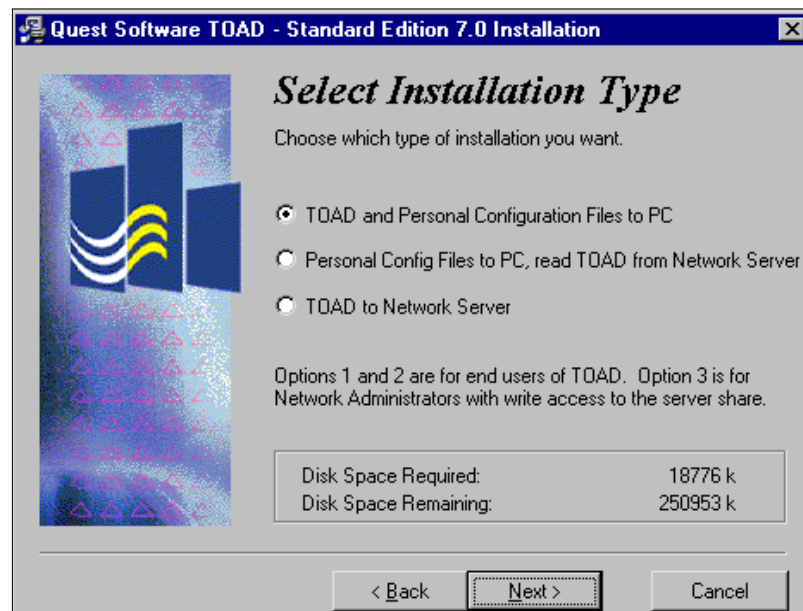 Quest Software TOAD - Standard Edition 7.0 Installation
Select Installation Type
Choose which type of installation you want.
TOAD and Personal Configuration Files to PC
Personal Config Files to PC, read TOAD from Network Server
TOAD to Network Server
Options 1 and 2 are for end users of TOAD. Option 3 is for
Network Administrators with write access to the server share.
Disk Space Required: 18776 k
Disk Space Remaining: 250953 k
< Back Next > Cancel